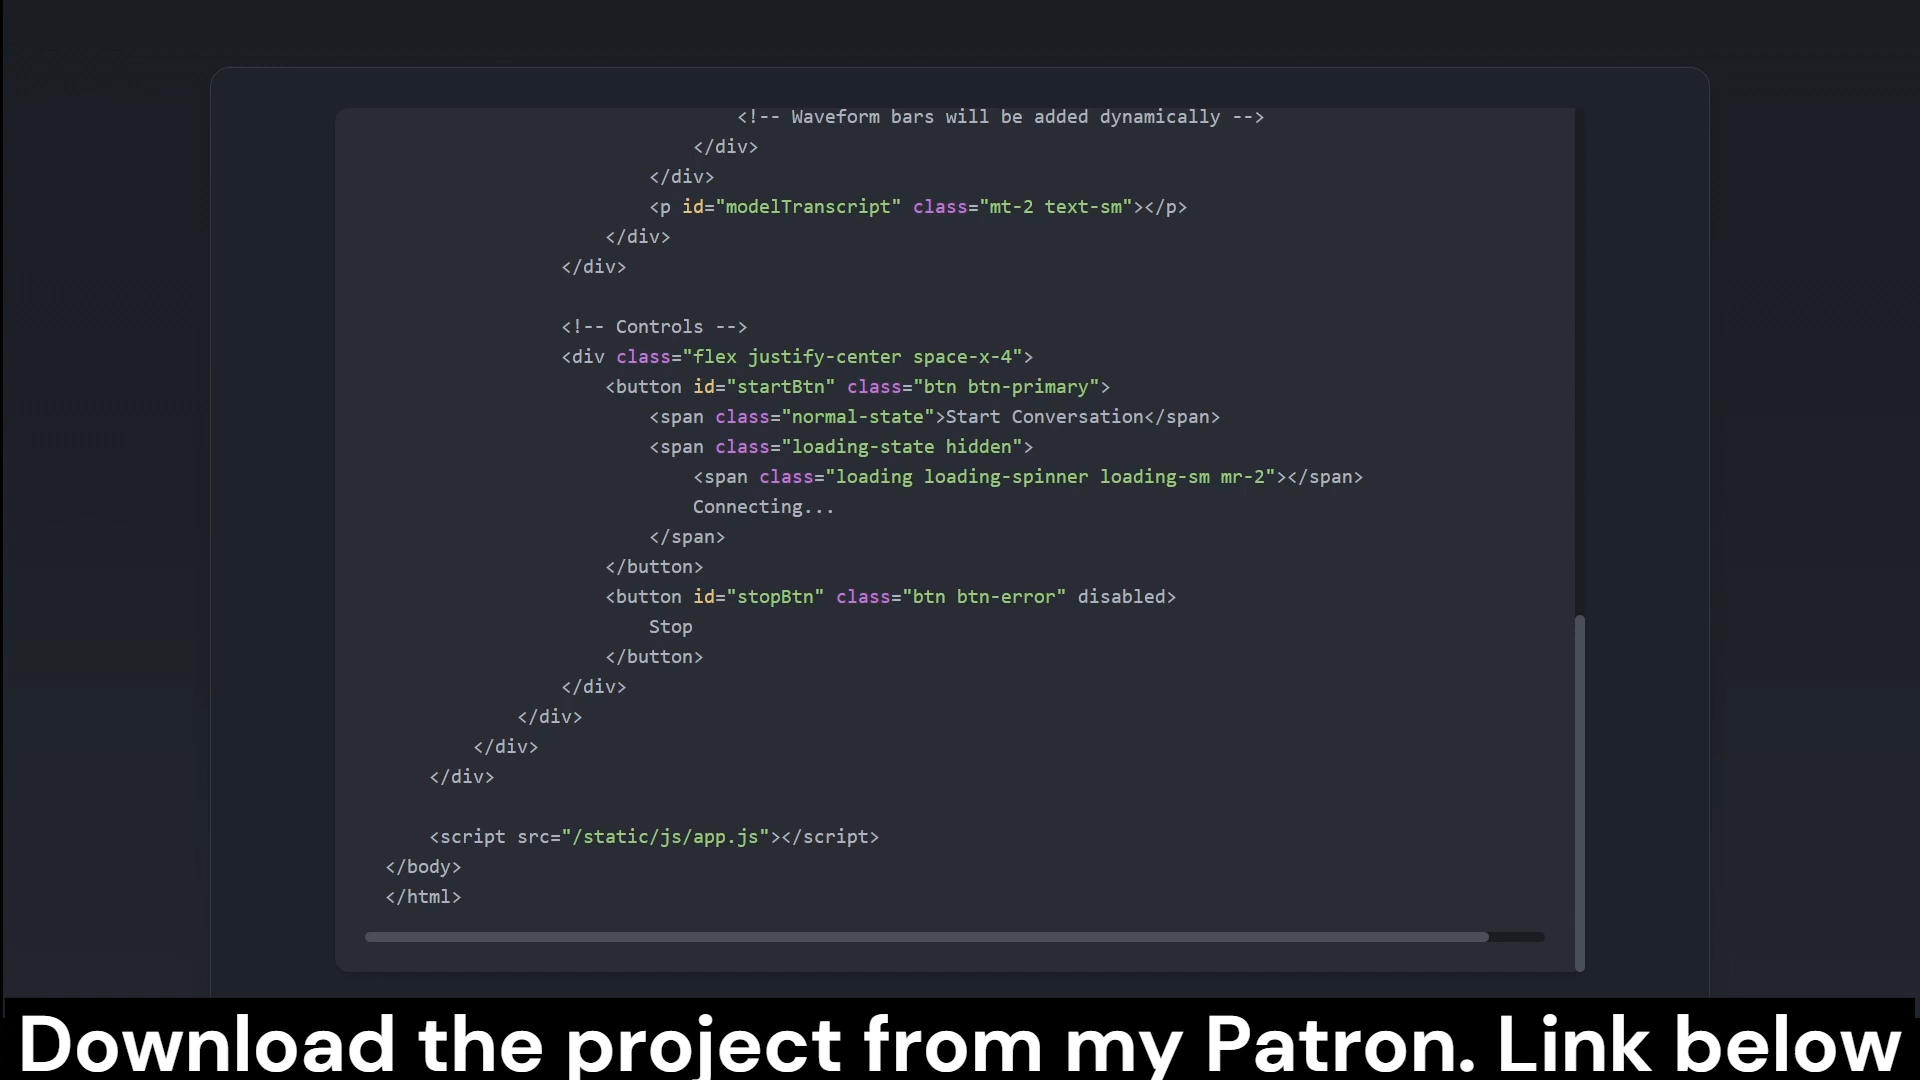 <!-- Waveform bars will be added dynamically -->
</div>
</div>
<p id="modelTranscript" class="mt-2 text-sm"></p>
</div>
</div>
<!-- Controls -->
<div class="flex justify-center space-x-4">
<button id="startBtn" class="btn btn-primary">
<span class="normal-state">Start Conversation</span>
<span class="loading-state hidden">
<span class="loading loading-spinner loading-sm mr-2"></span>
Connecting...
</span>
</button>
<button id="stopBtn" class="btn btn-error" disabled>
Stop
</button>
</div>
</div>
</div>
</div>
<script src="/static/js/app.js"></script>
</body>
</html>
Download the project from my Patron. Link below